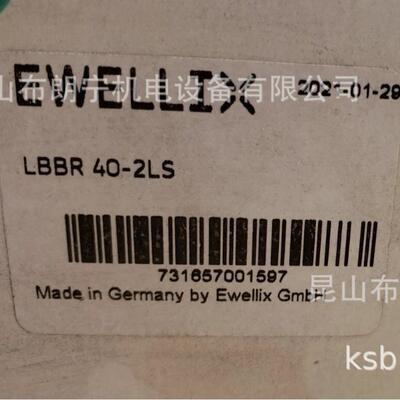 EWELLIX 2021-01-29
昆山布朗宁机电设备有限公司
LBBR 40-2LS
731657001597
Made in Germany by Ewellix GmbH
昆山布
ksb